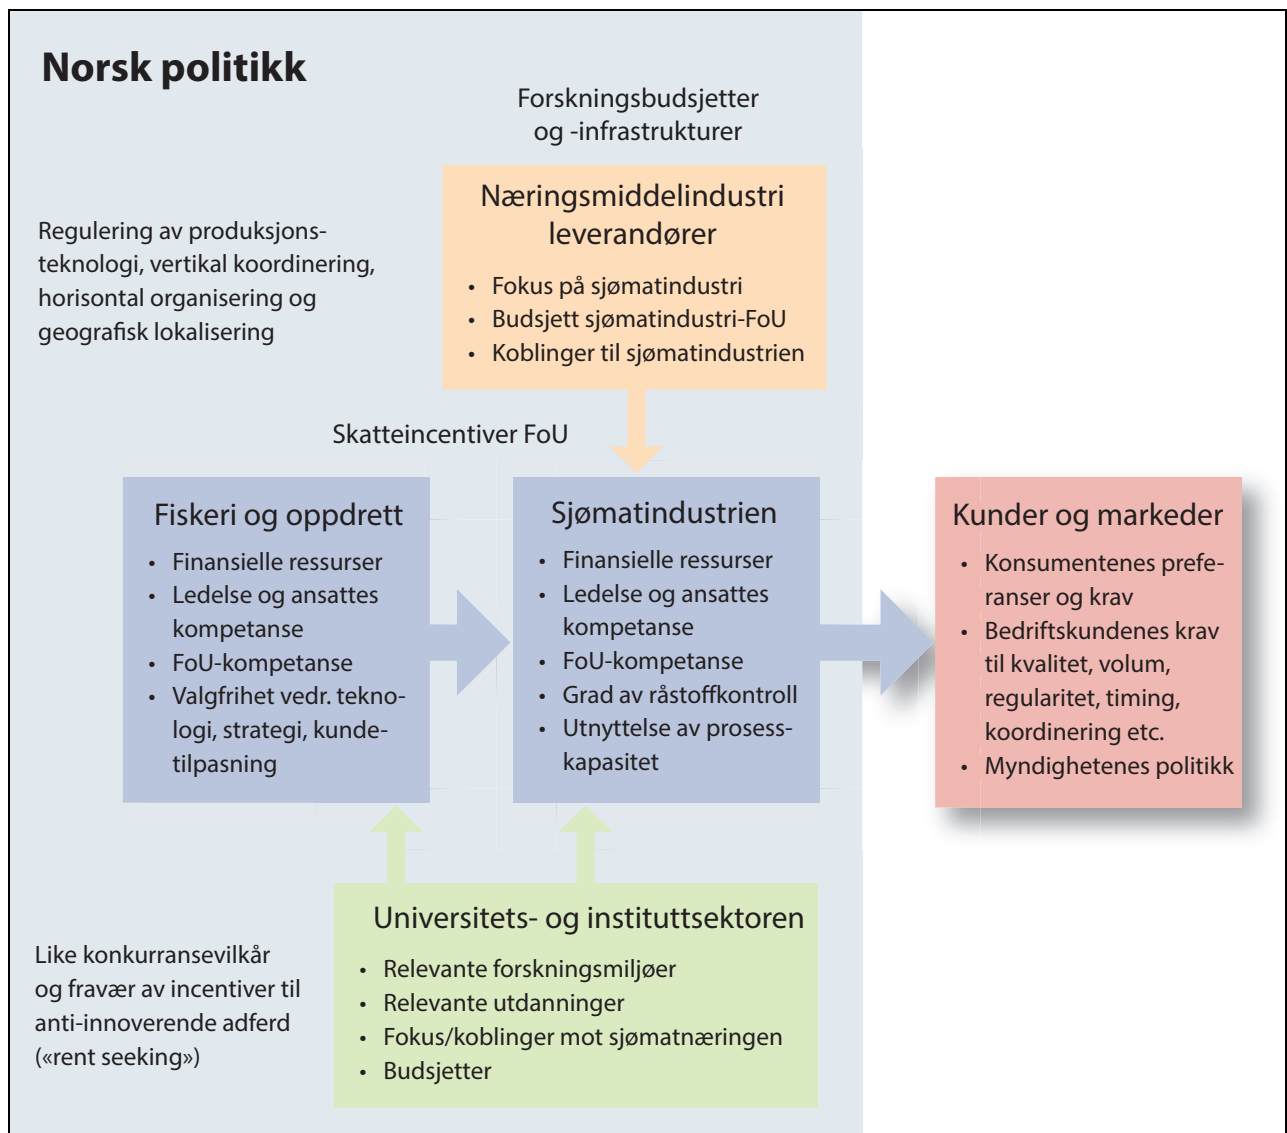 Norsk politikk
Forskningsbudsjetter
og -infrastrukturer
Regulering av produksjons-
teknologi, vertikal koordinering,
horisontal organisering og
geografisk lokalisering
Næringsmiddelindustri
leverandører
• Fokus på sjømatindustri
• Budsjett sjømatindustri-FoU
• Koblinger til sjømatindustrien
Skatteincentiver FoU
Fiskeri og oppdrett
• Finansielle ressurser
• Ledelse og ansattes
kompetanse
• FoU-kompetanse
• Valgfrihet vedr. tekno-
logi, strategi, kunde-
tilpasning
Sjømatindustrien
• Finansielle ressurser
• Ledelse og ansattes
kompetanse
• FoU-kompetanse
• Grad av råstoffkontroll
• Utnyttelse av prosess-
kapasitet
Kunder og markeder
• Konsumentenes prefe-
ranser og krav
• Bedriftskundenes krav
til kvalitet, volum,
regularitet, timing,
koordinering etc.
• Myndighetenes politikk
Like konkurransevilkår
og fravær av incentiver til
anti-innoverende adferd
(«rent seeking»)
Universitets- og instituttsektoren
• Relevante forskningsmiljøer
• Relevante utdanninger
• Fokus/koblinger mot sjømatnæringen
• Budsjetter